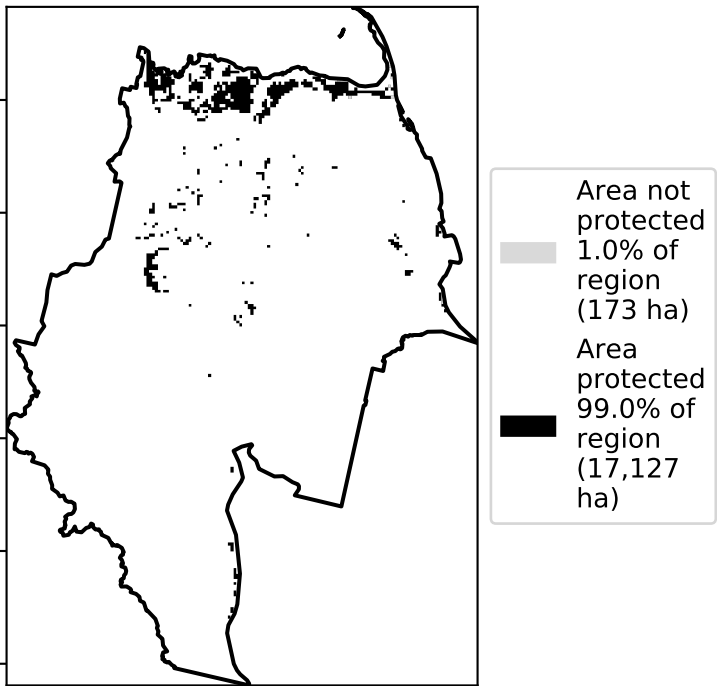 Area not
protected
1.0% of
region
(173 ha)
Area
protected
99.0% of
region
(17,127
ha)